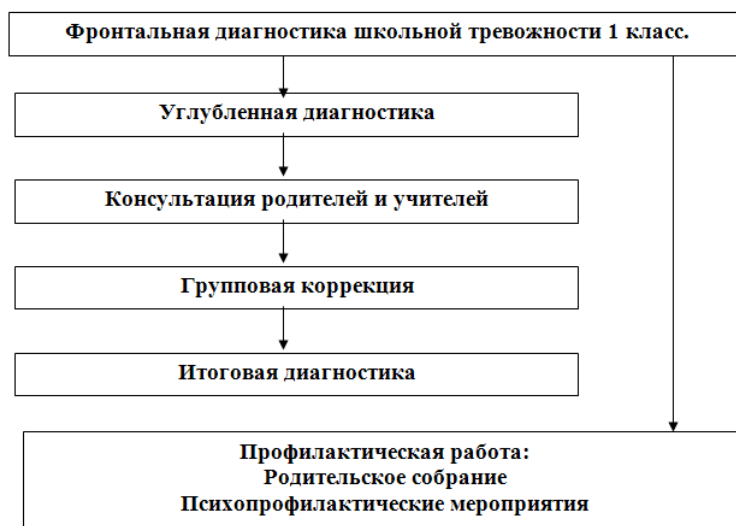 Фронтальная диагностика школьной тревожности 1 класс.
Углубленная диагностика
Консультация родителей и учителей
Групповая коррекция
Итоговая диагностика
Профилактическая работа:
Родительское собрание
Психопрофилактические мероприятия